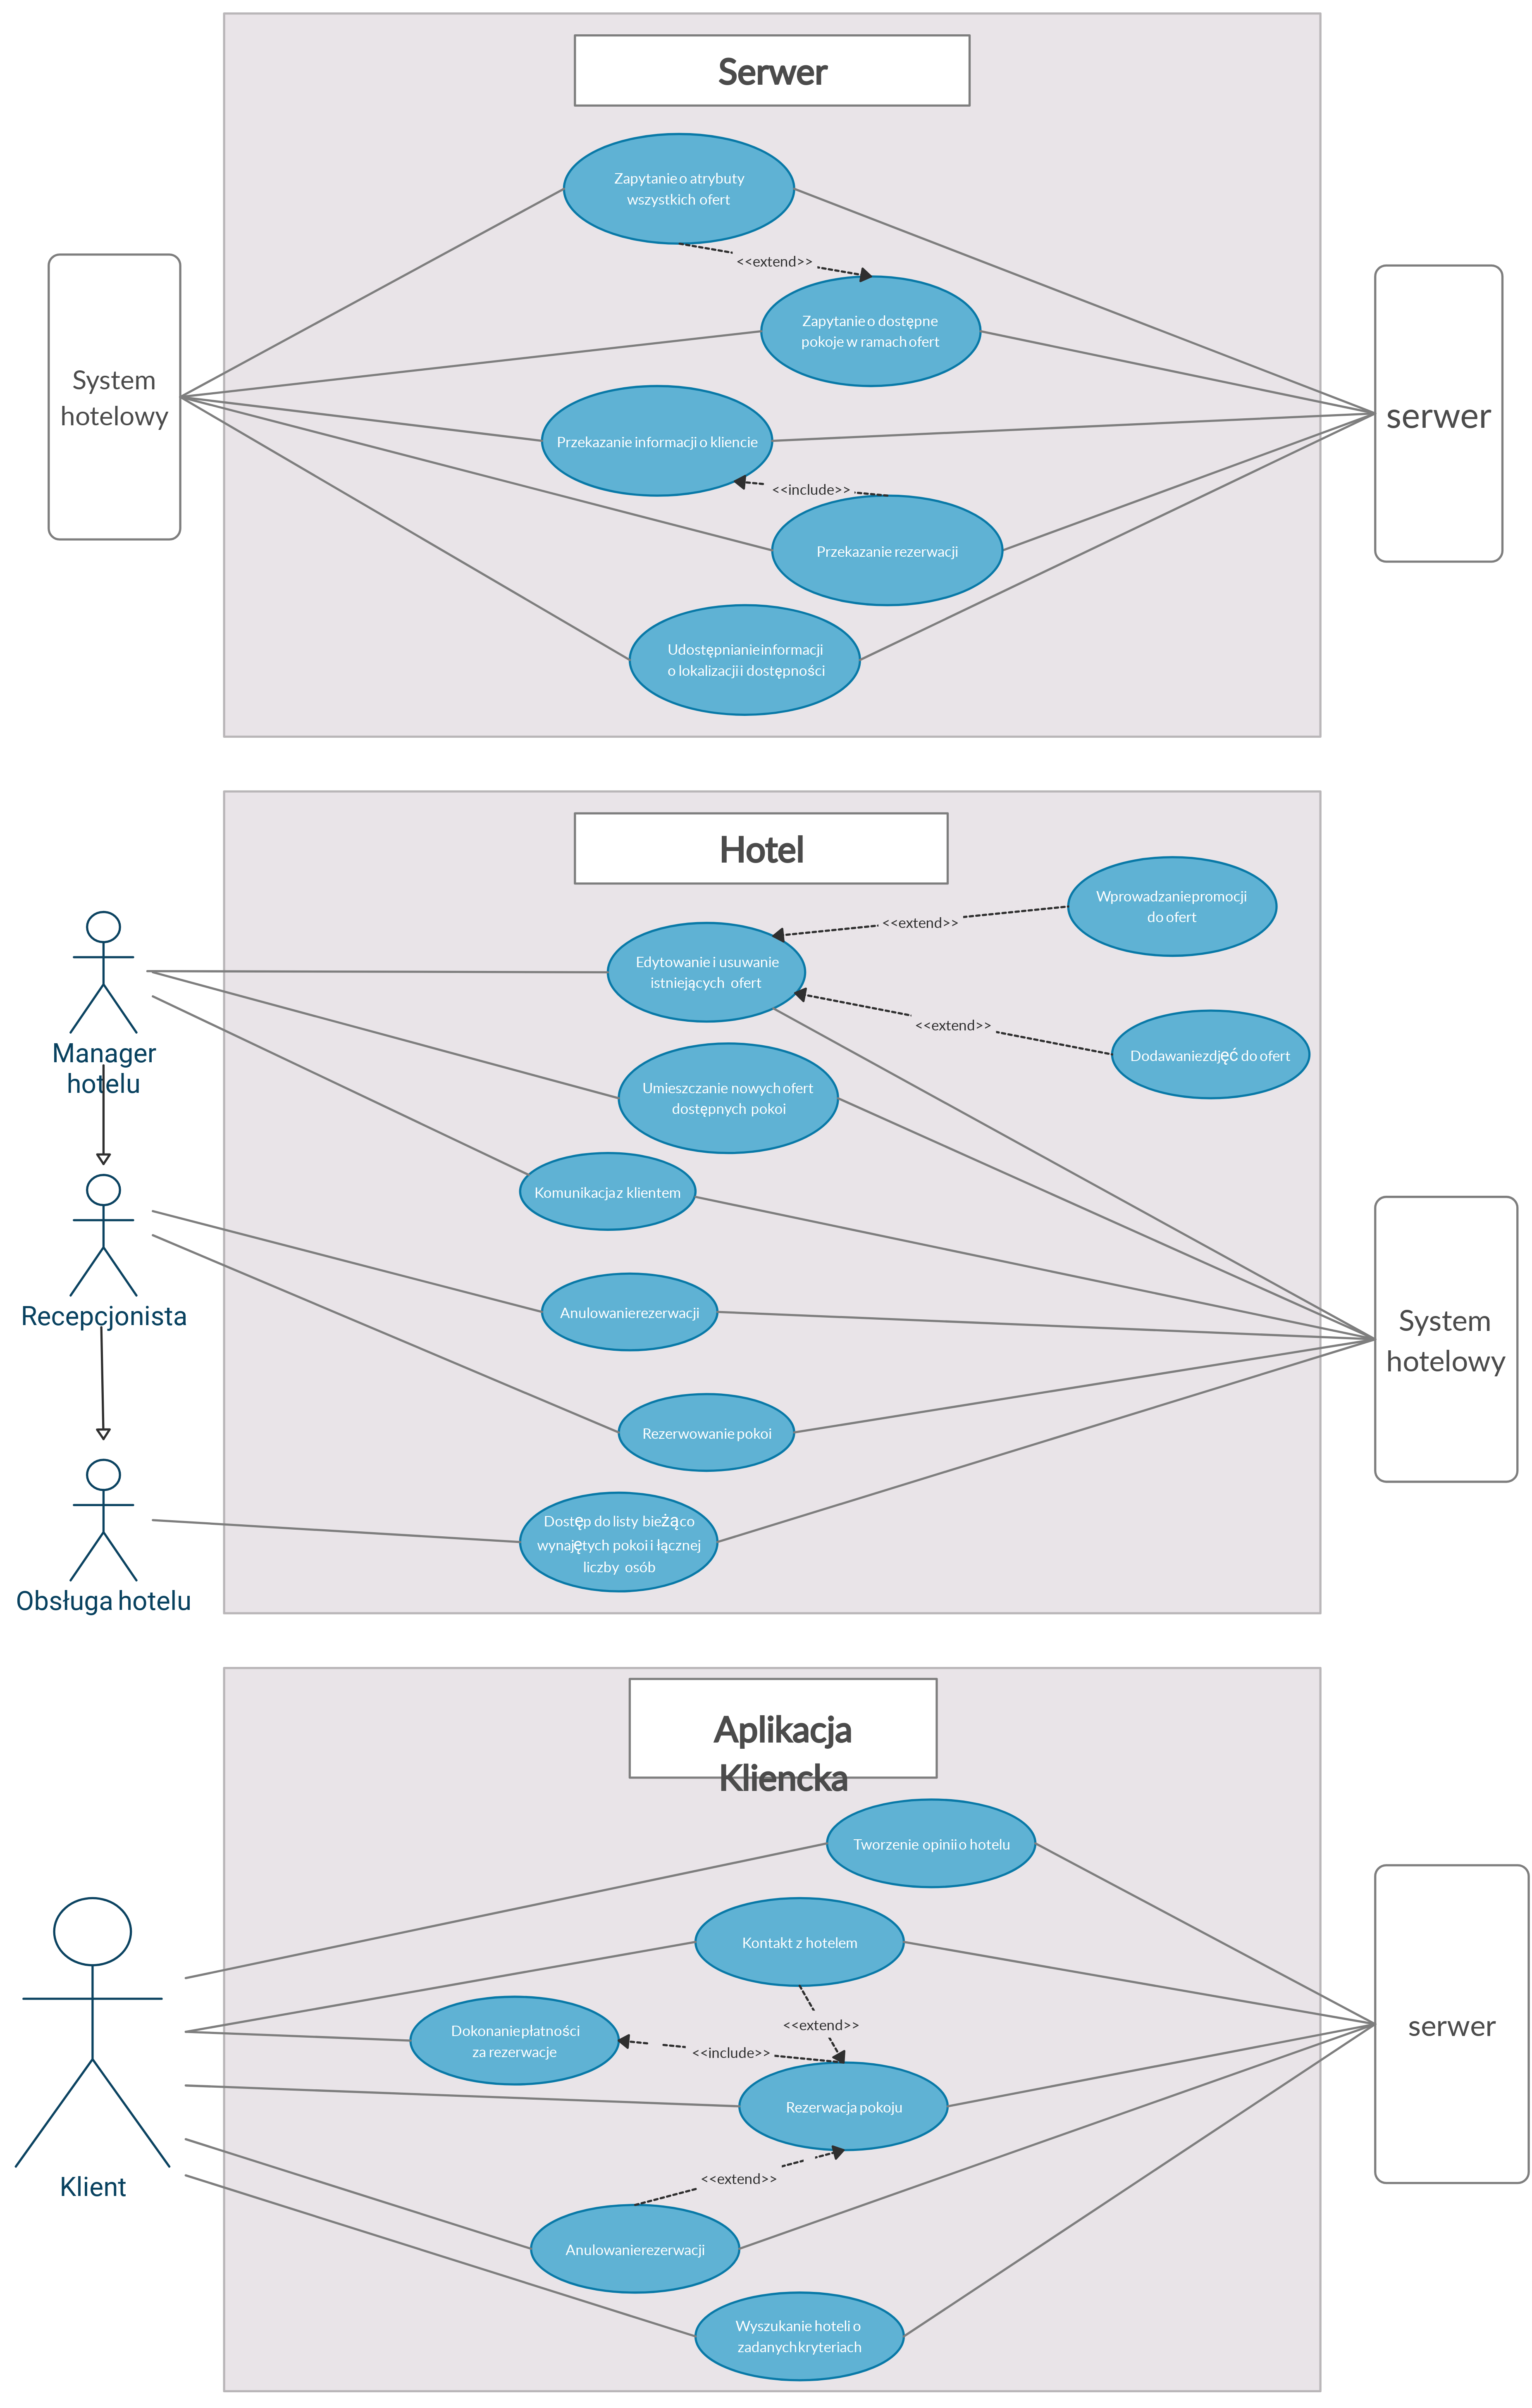 Serwer
Zapytanie o atrybuty
wszystkich ofert
<<extend>>
Zapytanie o dostępne
pokoje w ramach ofert
System
hotelowy
serwer
Przekazanie informacji o kliencie
<<include>>
Przekazanie rezerwacji
Udostępnianie informacji
o lokalizacji i dostępności
Hotel
Wprowadzanie promocji
do ofert
<<extend>>
Edytowanie i usuwanie
istniejących ofert
<<extend>>
Dodawanie zdjęć do ofert
Manager
hotelu
Umieszczanie nowych ofert
dostępnych pokoi
Komunikacja z klientem
Recepcjonista
Anulowanie rezerwacji
System
hotelowy
Rezerwowanie pokoi
Dostęp do listy bieżąco
wynajętych pokoi i łącznej
liczby osób
Obsługa hotelu
Aplikacja
Kliencka
Tworzenie opinii o hotelu
Kontakt z hotelem
<<extend>>
Dokonanie płatności
za rezerwacje
<<include>>
serwer
Rezerwacja pokoju
Klient
<<extend>>
Anulowanie rezerwacji
Wyszukanie hoteli o
zadanych kryteriach